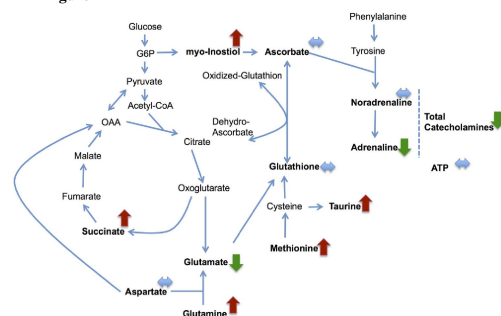 Glucose
Phenylalanine
G6P
myo-Inostiol
Ascorbate
Tyrosine
Pyruvate
Oxidized-Glutathion
Acetyl-CoA
Noradrenaline
OAA
Dehydro-
Ascorbate
Total
Catecholamines
Citrate
Malate
Adrenaline
Glutathione
ATP
Oxoglutarate
Fumarate
Cysteine
Taurine
Succinate
Methionine
Glutamate
Aspartate
Glutamine